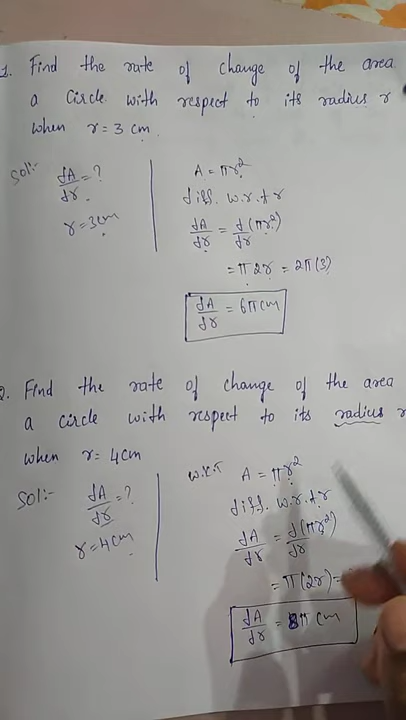 1. Find the rate of change of the area
a Circle with respect to its radius r
when r = 3 cm.
Sol:-
dA/dr = ?
r = 3cm
A = πr²
diff. w.r.t r
dA/dr = d(πr²)/dr
= π2r = 2π(3)
dA/dr = 6π cm
2. Find the rate of change of the area
a circle with respect to its radius r
when r = 4cm
Sol:-
dA/dr = ?
r = 4cm
W.K.T A = πr²
diff. w.r.t r
dA/dr = d(πr²)/dr
= π(2r) =
dA/dr = 8π cm